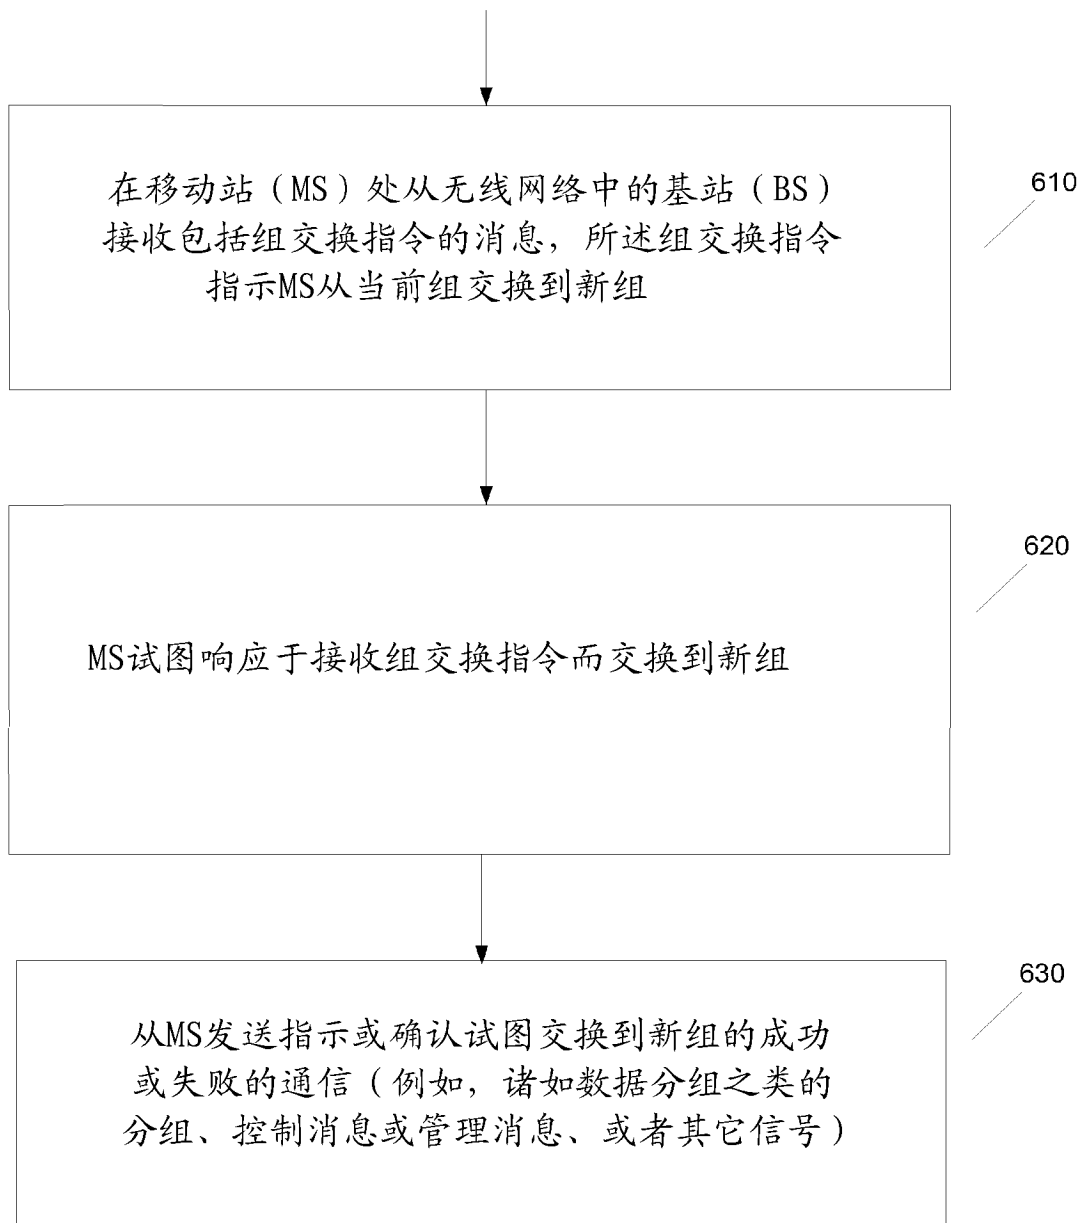 在移动站（MS）处从无线网络中的基站（BS）
接收包括组交换指令的消息，所述组交换指令
指示MS从当前组交换到新组
610
MS试图响应于接收组交换指令而交换到新组
620
从MS发送指示或确认试图交换到新组的成功
或失败的通信（例如，诸如数据分组之类的
分组、控制消息或管理消息、或者其它信号）
630